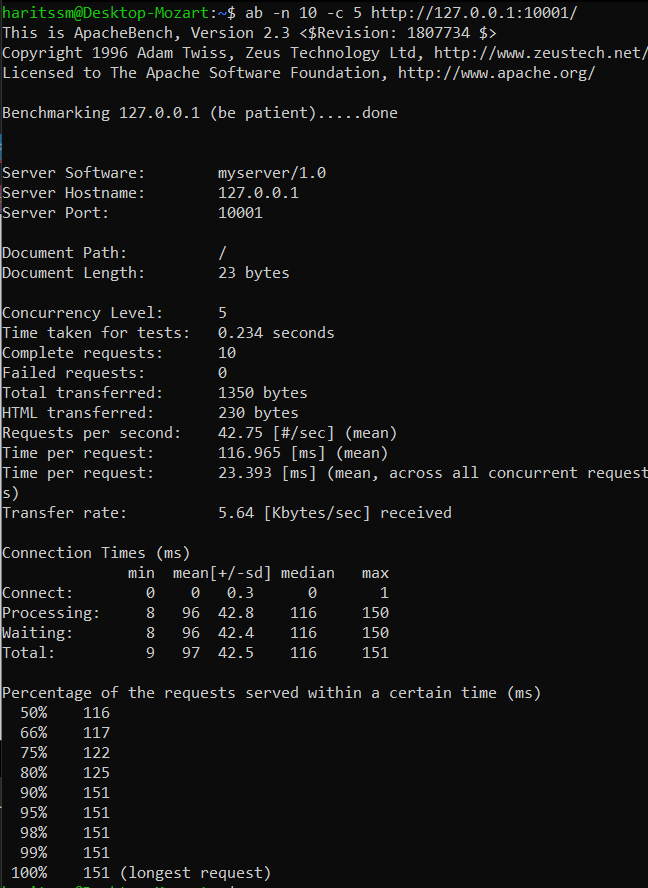 haritssm@Desktop-Mozart:~$ ab -n 10 -c 5 http://127.0.0.1:10001/
This is ApacheBench, Version 2.3 <$Revision: 1807734 $>
Copyright 1996 Adam Twiss, Zeus Technology Ltd, http://www.zeustech.net/
Licensed to The Apache Software Foundation, http://www.apache.org/

Benchmarking 127.0.0.1 (be patient).....done


Server Software:        myserver/1.0
Server Hostname:        127.0.0.1
Server Port:            10001

Document Path:          /
Document Length:        23 bytes

Concurrency Level:      5
Time taken for tests:   0.234 seconds
Complete requests:      10
Failed requests:        0
Total transferred:      1350 bytes
HTML transferred:       230 bytes
Requests per second:    42.75 [#/sec] (mean)
Time per request:       116.965 [ms] (mean)
Time per request:       23.393 [ms] (mean, across all concurrent request
s)
Transfer rate:          5.64 [Kbytes/sec] received

Connection Times (ms)
              min  mean[+/-sd] median   max
Connect:        0    0   0.3      0       1
Processing:     8   96  42.8    116     150
Waiting:        8   96  42.4    116     150
Total:          9   97  42.5    116     151

Percentage of the requests served within a certain time (ms)
  50%    116
  66%    117
  75%    122
  80%    125
  90%    151
  95%    151
  98%    151
  99%    151
 100%    151 (longest request)